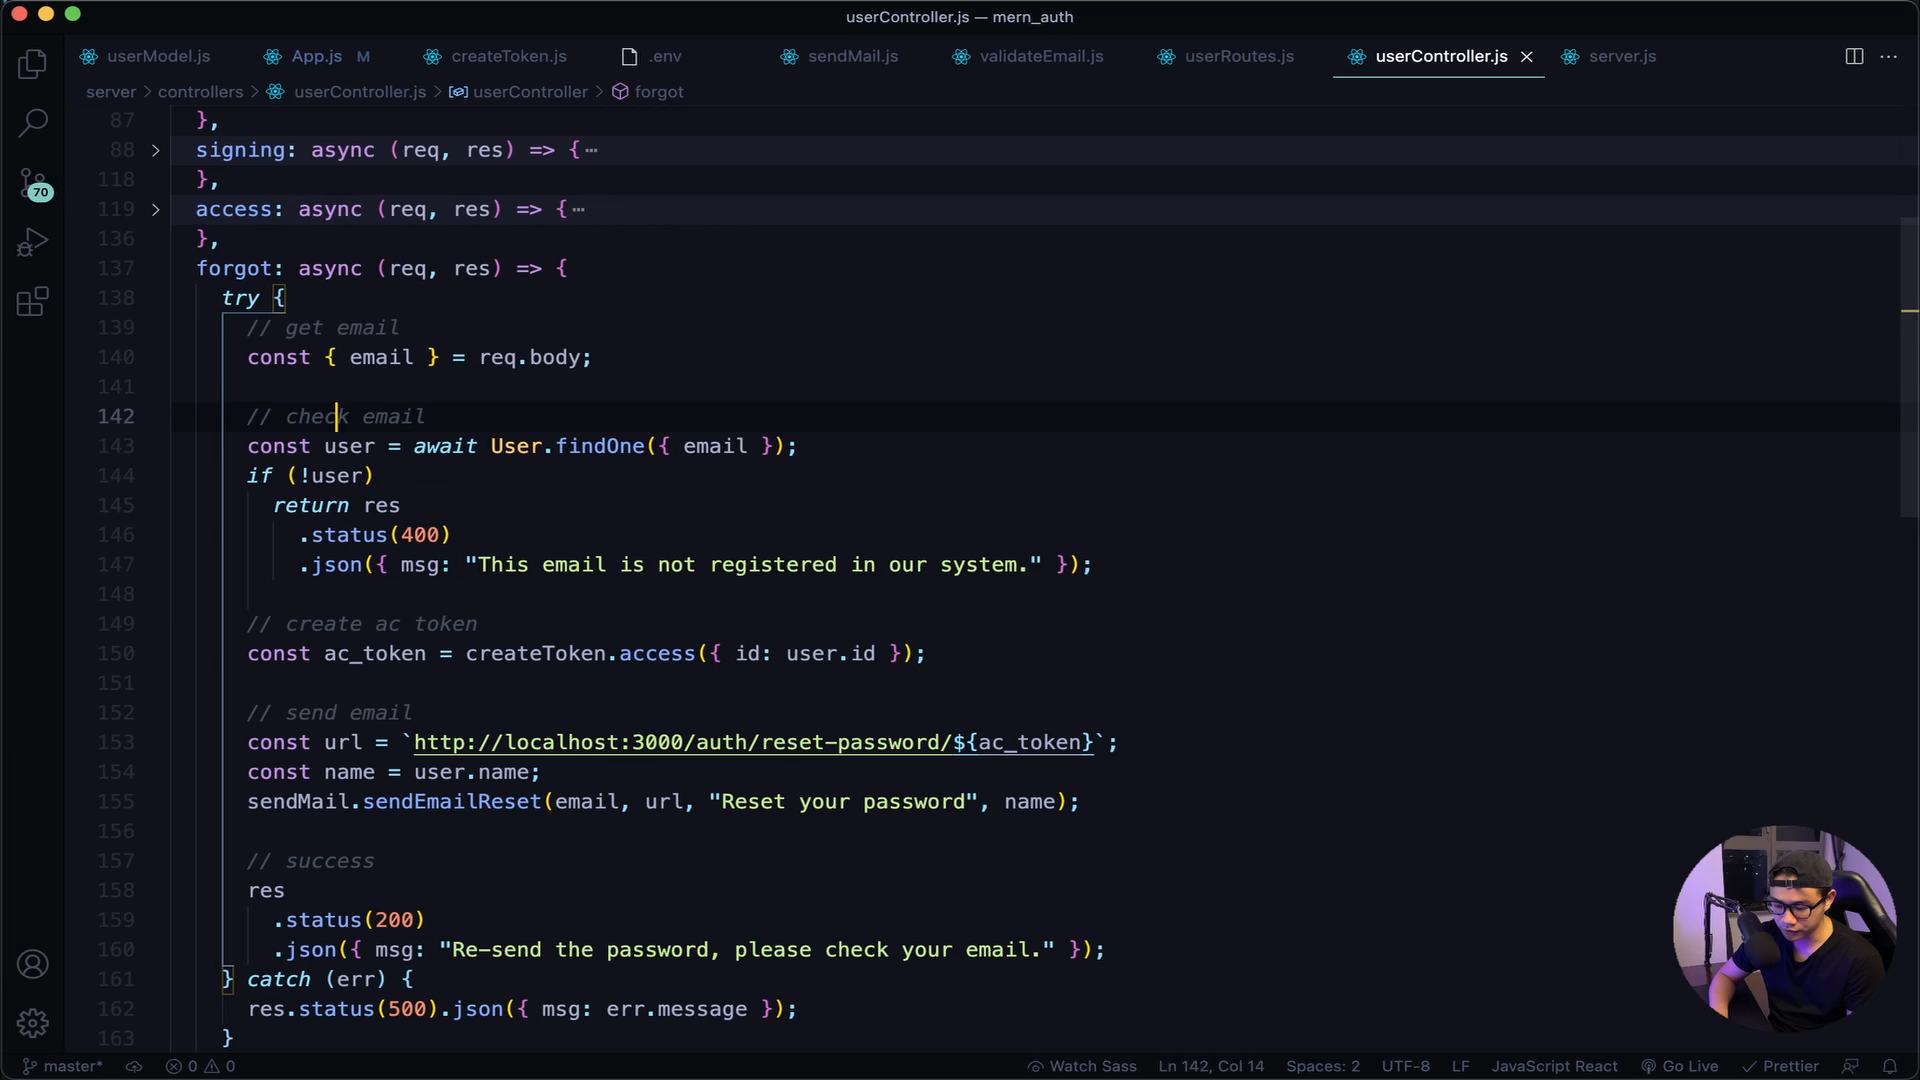 userController.js — mern_auth
userModel.js App.js M createToken.js .env sendMail.js validateEmail.js userRoutes.js userController.js server.js
server > controllers > userController.js > userController > forgot
70
87 },
88 signing: async (req, res) => {
118 },
119 access: async (req, res) => {
136 },
137 forgot: async (req, res) => {
138 try {
139 // get email
140 const { email } = req.body;
141
142 // check email
143 const user = await User.findOne({ email });
144 if (!user)
145 return res
146 .status(400)
147 .json({ msg: "This email is not registered in our system." });
148
149 // create ac token
150 const ac_token = createToken.access({ id: user.id });
151
152 // send email
153 const url = `http://localhost:3000/auth/reset-password/${ac_token}`;
154 const name = user.name;
155 sendMail.sendEmailReset(email, url, "Reset your password", name);
156
157 // success
158 res
159 .status(200)
160 .json({ msg: "Re-send the password, please check your email." });
161 } catch (err) {
162 res.status(500).json({ msg: err.message });
163 }
master* 0 0 Watch Sass Ln 142, Col 14 Spaces: 2 UTF-8 LF JavaScript React Go Live Prettier